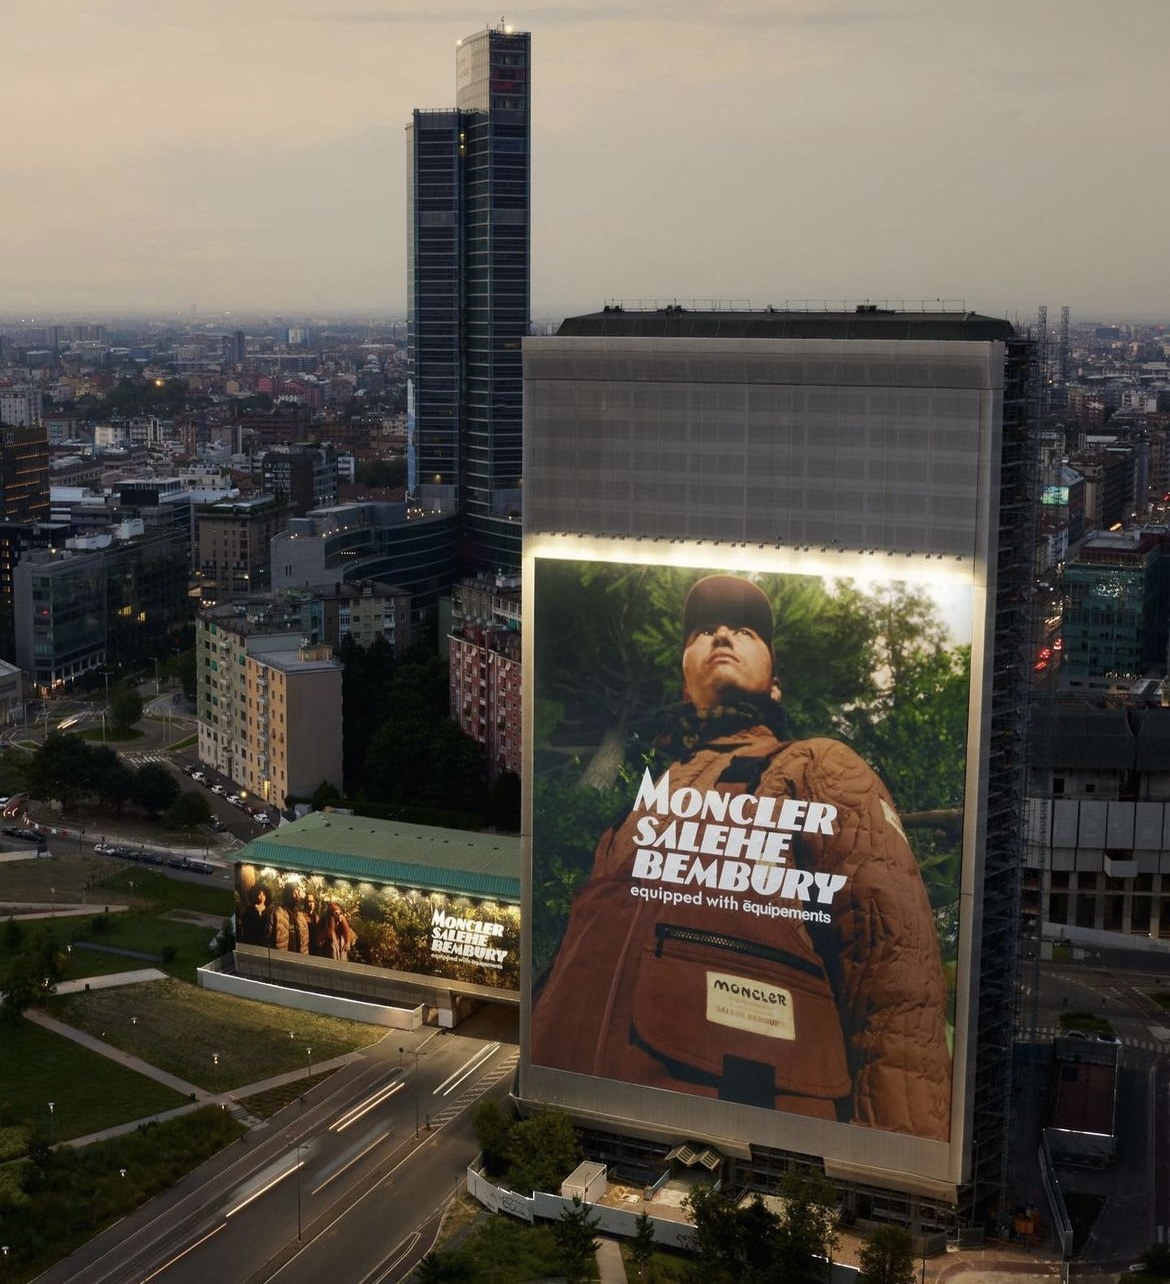 MONCLER
SALEHE
BEMBURY
equipped with ēquipements
MONCLER
SALEHE BEMBURY
MONCLER
SALEHE
BEMBURY
equipped with ēquipements